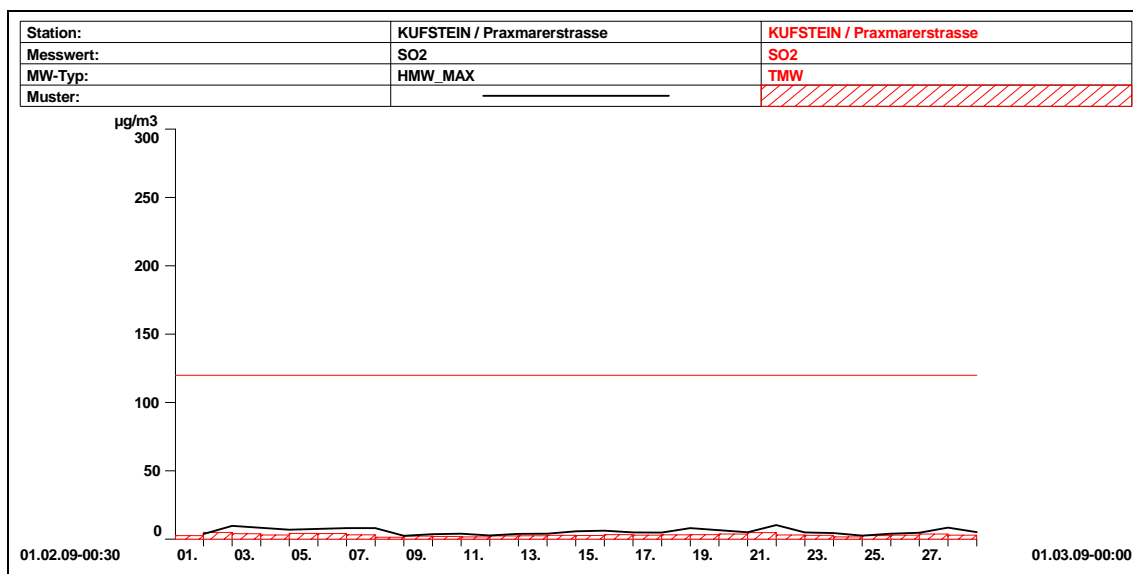 Station: KUFSTEIN / Praxmarerstrasse KUFSTEIN / Praxmarerstrasse
Messwert: SO2 SO2
MW-Typ: HMW_MAX TMW
Muster:
µg/m3
300
250
200
150
100
50
0
01.02.09-00:30 01. 03. 05. 07. 09. 11. 13. 15. 17. 19. 21. 23. 25. 27. 01.03.09-00:00